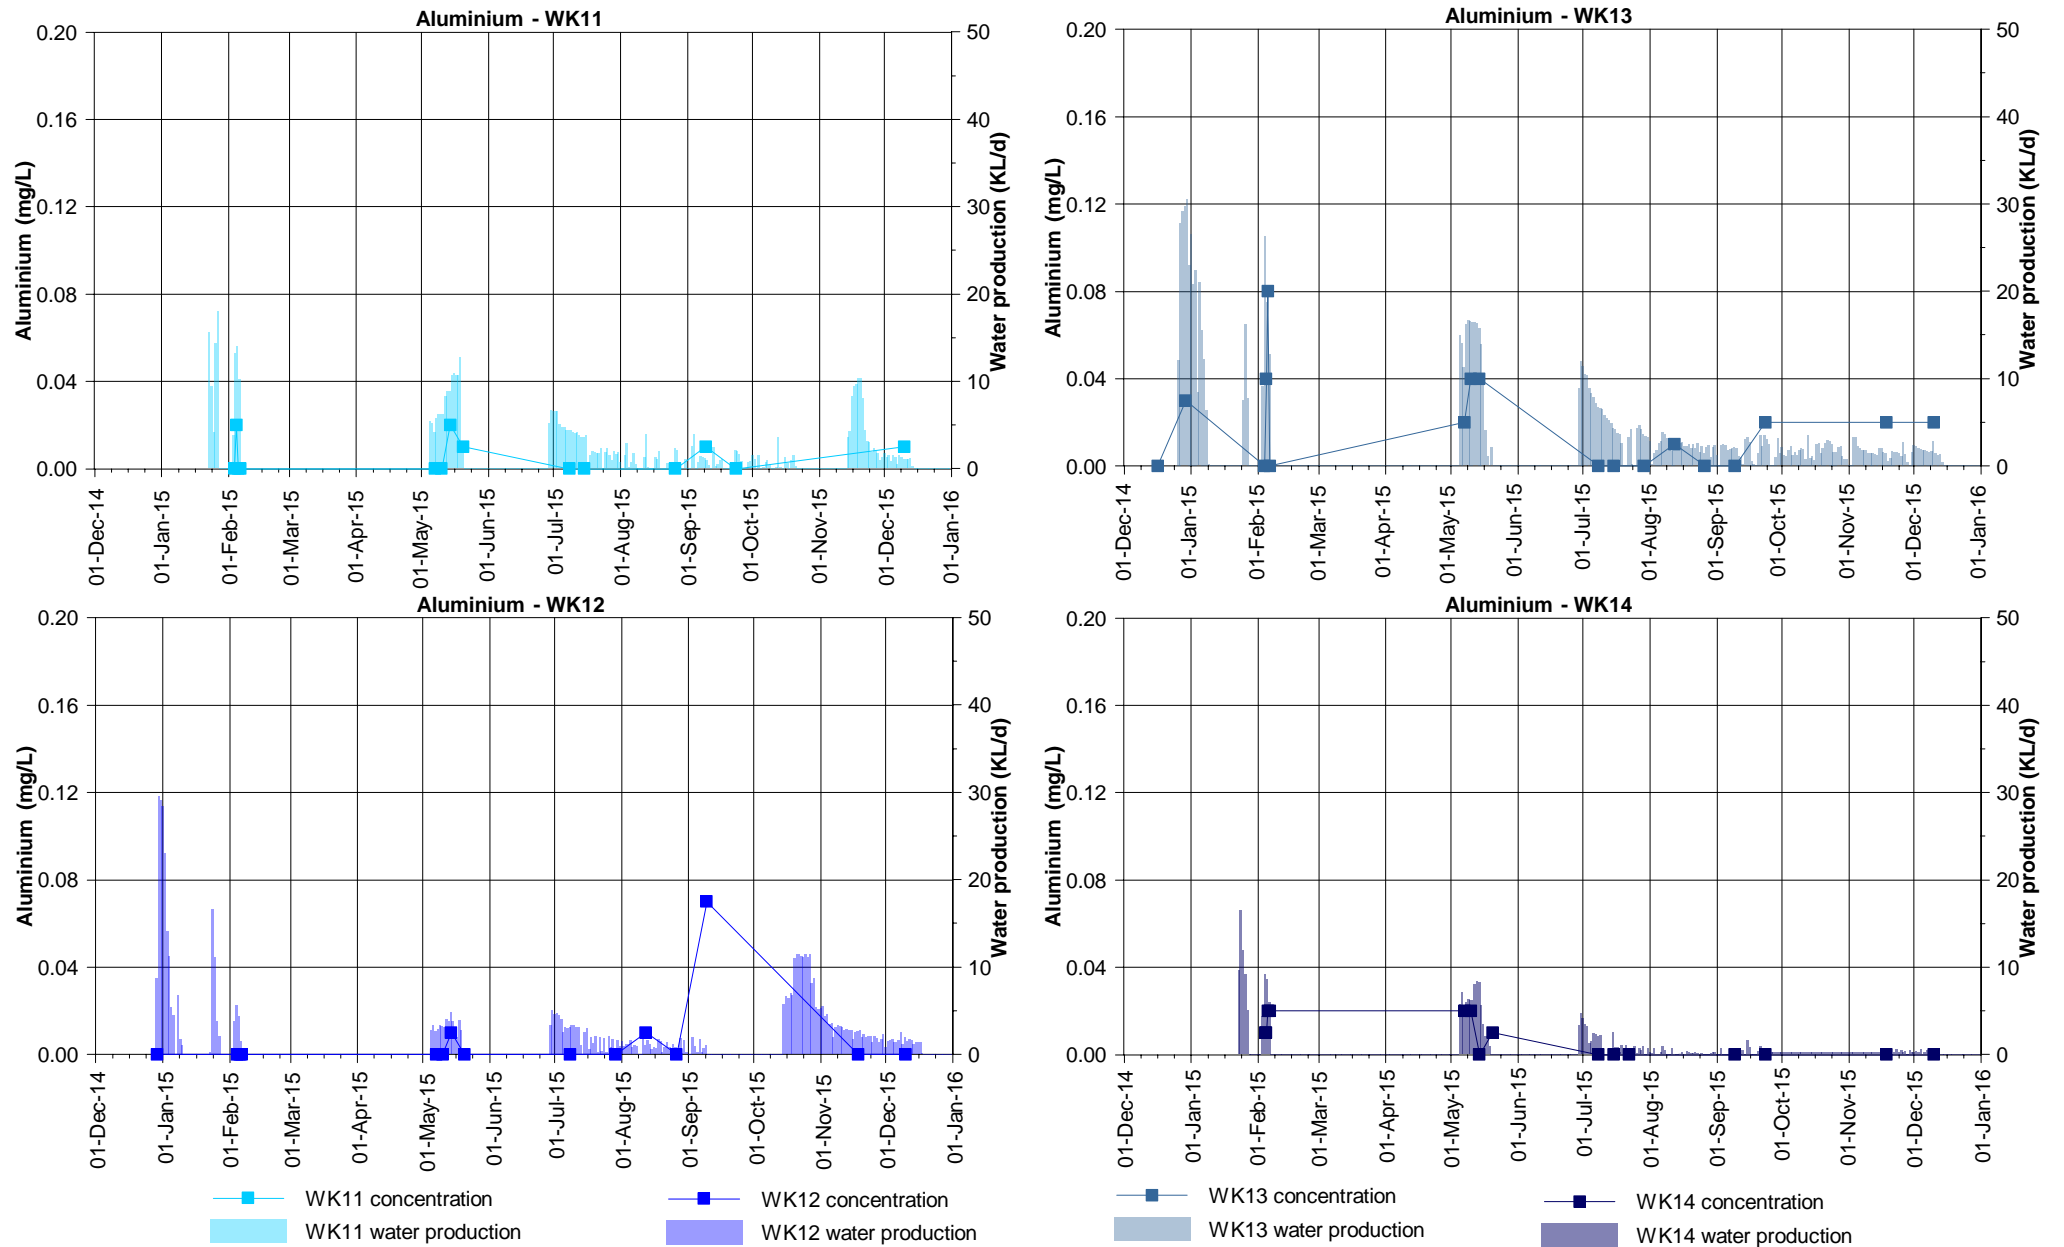 Aluminium - WK11
0.20
0.16
0.12
0.08
0.04
0.00
Aluminium (mg/L)
50
40
30
20
10
0
Water production (KL/d)
01-Dec-14
01-Jan-15
01-Feb-15
01-Mar-15
01-Apr-15
01-May-15
01-Jun-15
01-Jul-15
01-Aug-15
01-Sep-15
01-Oct-15
01-Nov-15
01-Dec-15
01-Jan-16
Aluminium - WK13
0.20
0.16
0.12
0.08
0.04
0.00
Aluminium (mg/L)
50
40
30
20
10
0
Water production (KL/d)
01-Dec-14
01-Jan-15
01-Feb-15
01-Mar-15
01-Apr-15
01-May-15
01-Jun-15
01-Jul-15
01-Aug-15
01-Sep-15
01-Oct-15
01-Nov-15
01-Dec-15
01-Jan-16
Aluminium - WK12
0.20
0.16
0.12
0.08
0.04
0.00
Aluminium (mg/L)
50
40
30
20
10
0
Water production (KL/d)
01-Dec-14
01-Jan-15
01-Feb-15
01-Mar-15
01-Apr-15
01-May-15
01-Jun-15
01-Jul-15
01-Aug-15
01-Sep-15
01-Oct-15
01-Nov-15
01-Dec-15
01-Jan-16
Aluminium - WK14
0.20
0.16
0.12
0.08
0.04
0.00
Aluminium (mg/L)
50
40
30
20
10
0
Water production (KL/d)
01-Dec-14
01-Jan-15
01-Feb-15
01-Mar-15
01-Apr-15
01-May-15
01-Jun-15
01-Jul-15
01-Aug-15
01-Sep-15
01-Oct-15
01-Nov-15
01-Dec-15
01-Jan-16
WK11 concentration
WK11 water production
WK12 concentration
WK12 water production
WK13 concentration
WK13 water production
WK14 concentration
WK14 water production